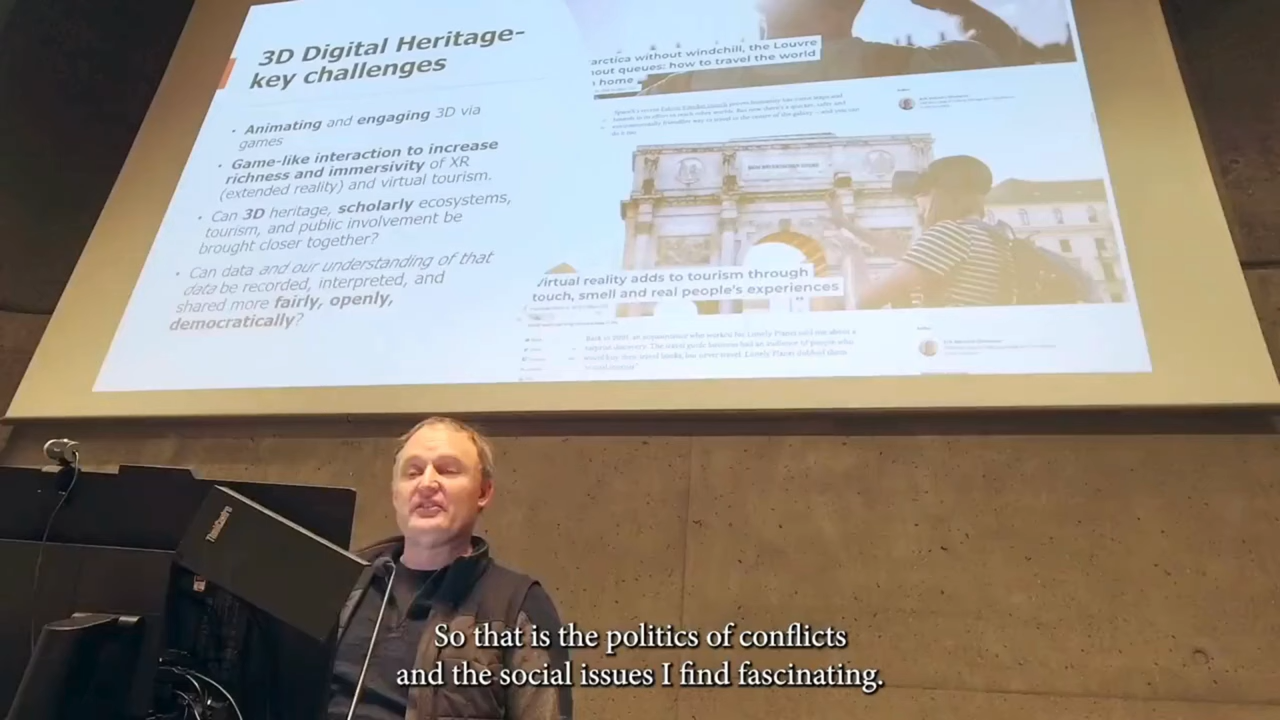 3D Digital Heritage-
key challenges
• Animating and engaging 3D via
games
• Game-like interaction to increase
richness and immersivity of XR
(extended reality) and virtual tourism.
• Can 3D heritage, scholarly ecosystems,
tourism, and public involvement be
brought closer together?
• Can data and our understanding of that
data be recorded, interpreted, and
shared more fairly, openly,
democratically?
arctica without windchill, the Louvre
hout queues: how to travel the world
home
Virtual reality adds to tourism through
touch, smell and real people's experiences
ThinkCentre
So that is the politics of conflicts
and the social issues I find fascinating.